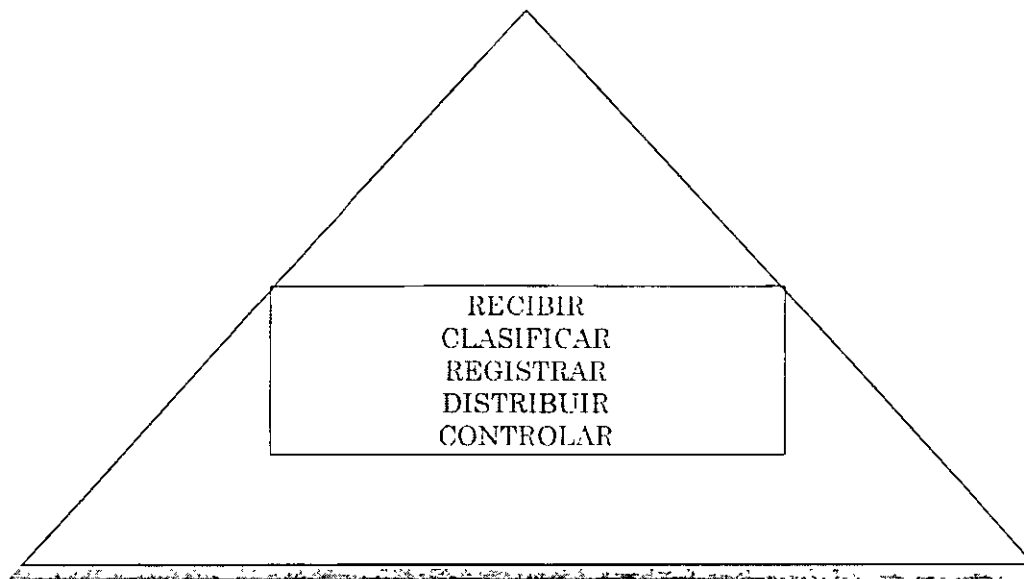 RECIBIR
CLASIFICAR
REGISTRAR
DISTRIBUIR
CONTROLAR